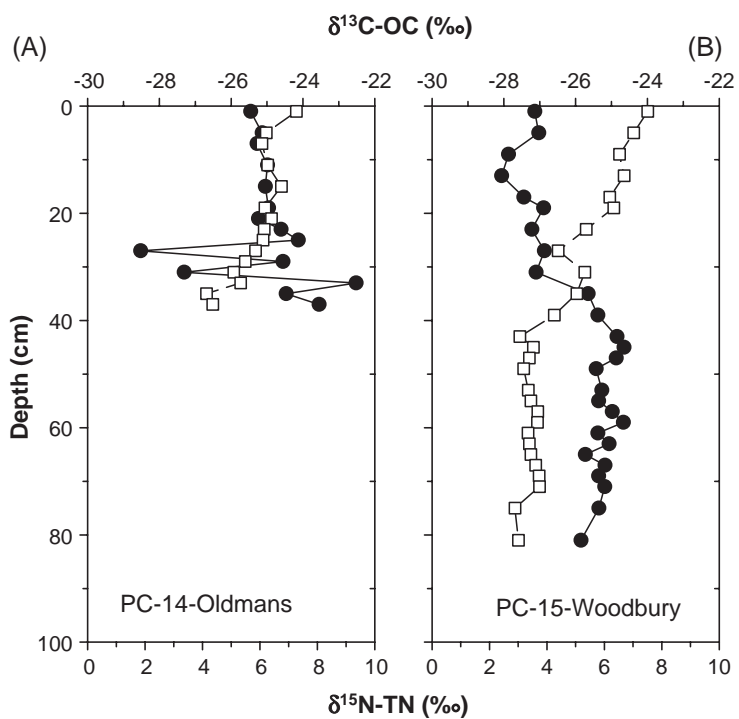 δ¹³C-OC (‰)
(A) (B)
-30 -28 -26 -24 -22 -30 -28 -26 -24 -22
0
20
40
60
80
100
Depth (cm)
PC-14-Oldmans PC-15-Woodbury
0 2 4 6 8 10 0 2 4 6 8 10
δ¹⁵N-TN (‰)